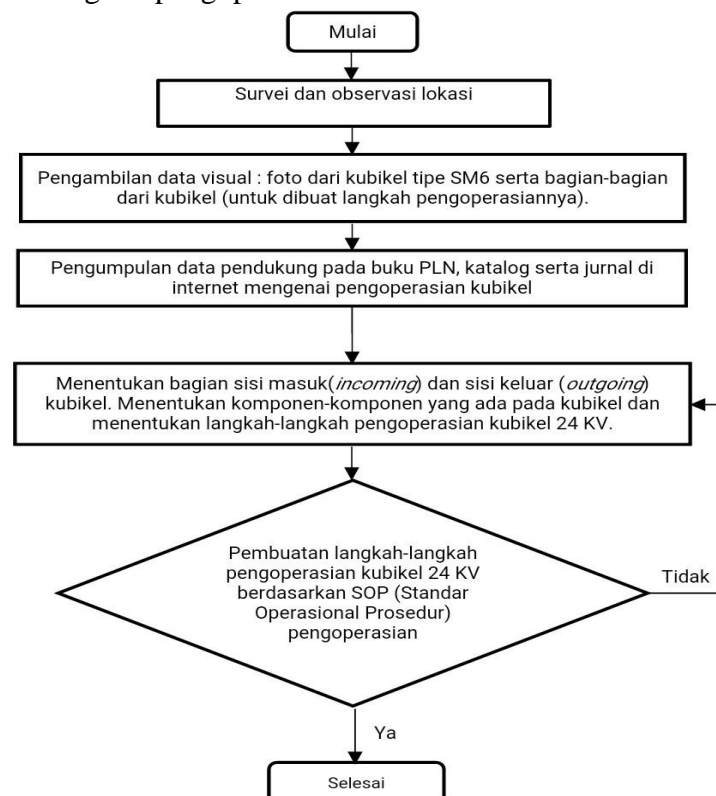 Mulai
Survei dan observasi lokasi
Pengambilan data visual : foto dari kubikel tipe SM6 serta bagian-bagian
dari kubikel (untuk dibuat langkah pengoperasiannya).
Pengumpulan data pendukung pada buku PLN, katalog serta jurnal di
internet mengenai pengoperasian kubikel
Menentukan bagian sisi masuk(incoming) dan sisi keluar (outgoing)
kubikel. Menentukan komponen-komponen yang ada pada kubikel dan
menentukan langkah-langkah pengoperasian kubikel 24 KV.
Pembuatan langkah-langkah
pengoperasian kubikel 24 KV
berdasarkan SOP (Standar
Operasional Prosedur)
pengoperasian
Tidak
Ya
Selesai